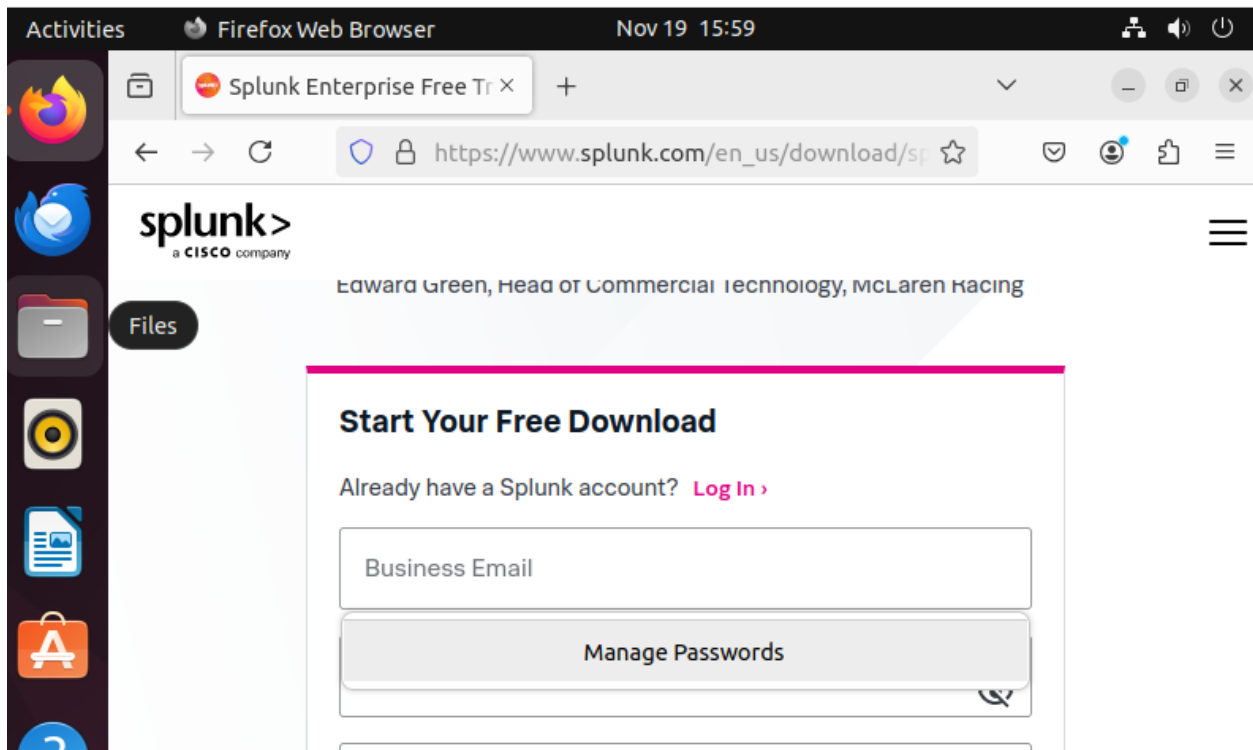 Activities Firefox Web Browser Nov 19 15:59
Splunk Enterprise Free Tr
https://www.splunk.com/en_us/download/sp
splunk>
a CISCO company
Edward Green, Head of Commercial Technology, McLaren Racing
Files
Start Your Free Download
Already have a Splunk account? Log In ›
Business Email
Manage Passwords